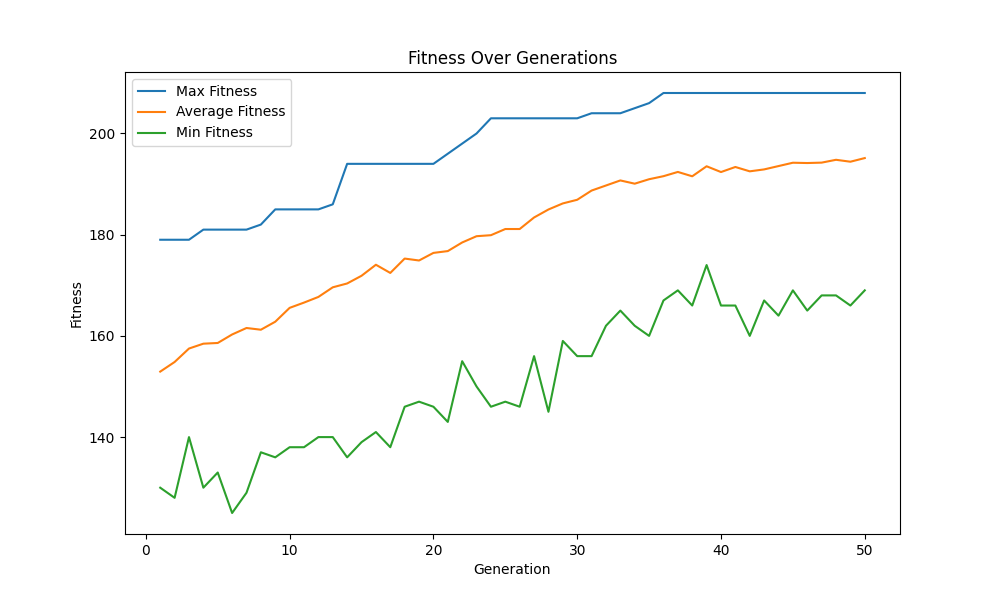 Fitness Over Generations
Max Fitness
Average Fitness
Min Fitness
200
180
160
140
Fitness
0 10 20 30 40 50
Generation